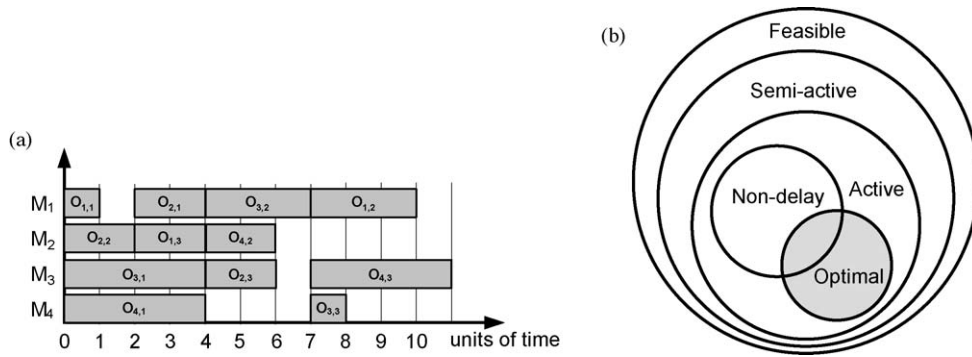 (a)
M1 O1,1 O2,1 O3,2 O1,2
M2 O2,2 O1,3 O4,2
M3 O3,1 O2,3 O4,3
M4 O4,1 O3,3
0 1 2 3 4 5 6 7 8 9 10 units of time
(b)
Feasible
Semi-active
Non-delay
Active
Optimal